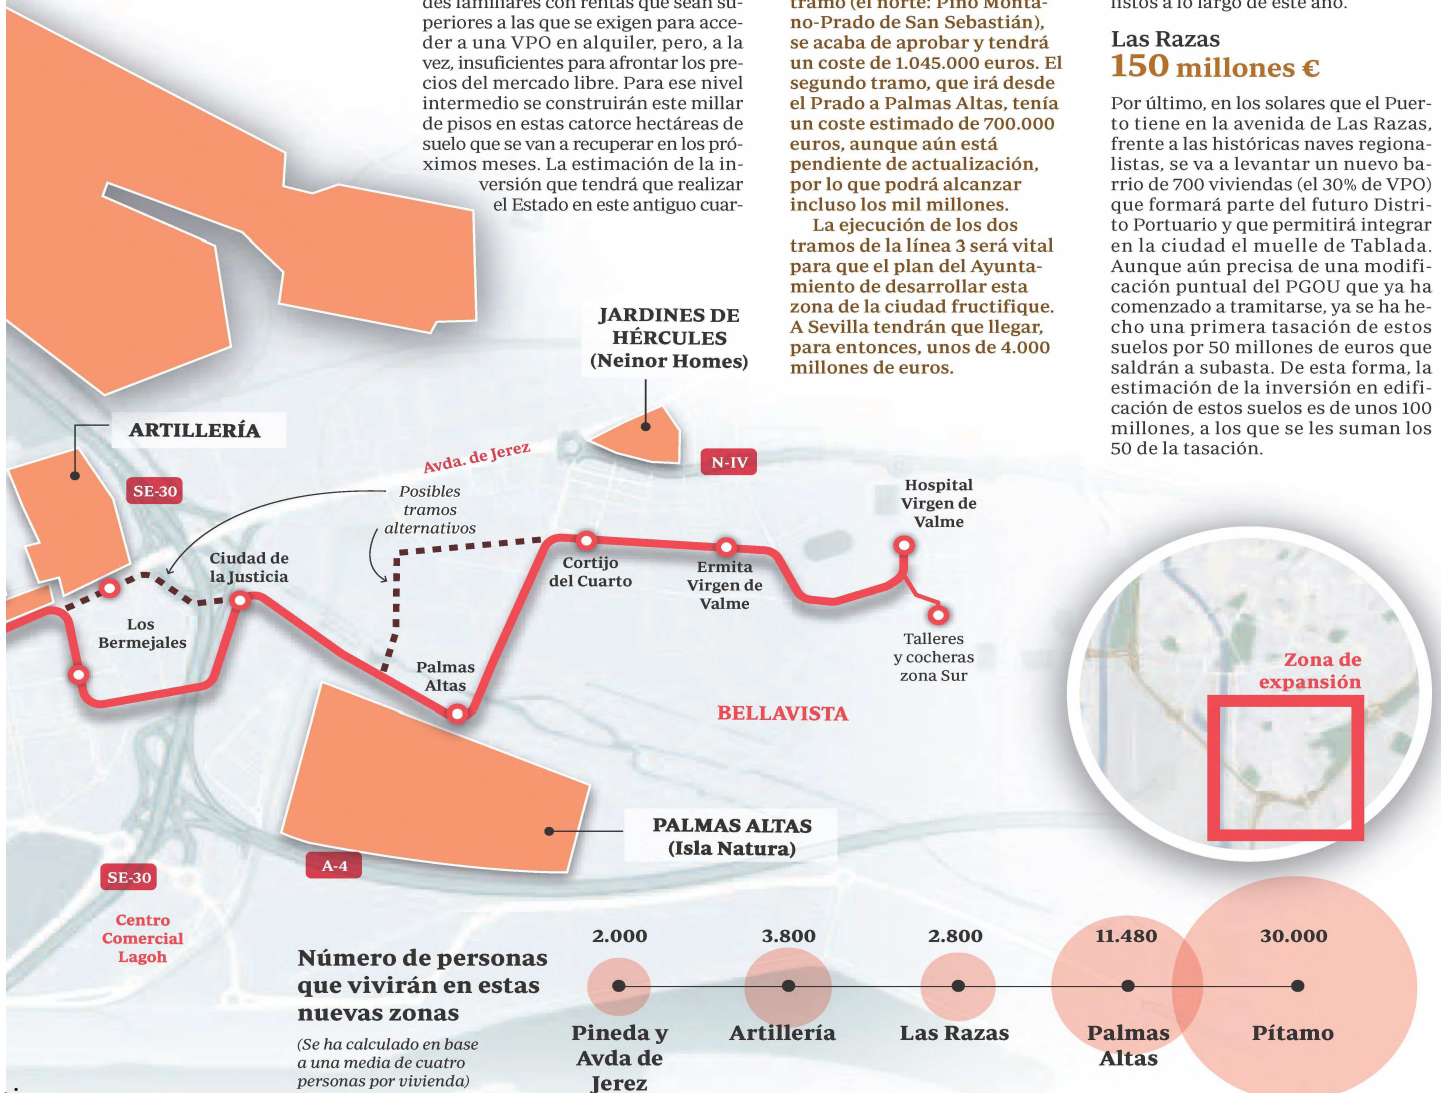 des familiares con rentas que sean su-
periores a las que se exigen para acce-
der a una VPO en alquiler, pero, a la
vez, insuficientes para afrontar los pre-
cios del mercado libre. Para ese nivel
intermedio se construirán este millar
de pisos en estas catorce hectáreas de
suelo que se van a recuperar en los pró-
ximos meses. La estimación de la in-
versión que tendrá que realizar
el Estado en este antiguo cuar-
tramo (el norte: Pino Monta-
no-Prado de San Sebastián),
se acaba de aprobar y tendrá
un coste de 1.045.000 euros. El
segundo tramo, que irá desde
el Prado a Palmas Altas, tenía
un coste estimado de 700.000
euros, aunque aún está
pendiente de actualización,
por lo que podrá alcanzar
incluso los mil millones.
La ejecución de los dos
tramos de la línea 3 será vital
para que el plan del Ayunta-
miento de desarrollar esta
zona de la ciudad fructifique.
A Sevilla tendrán que llegar,
para entonces, unos de 4.000
millones de euros.
listos a lo largo de este año.
Las Razas
150 millones €
Por último, en los solares que el Puer-
to tiene en la avenida de Las Razas,
frente a las históricas naves regiona-
listas, se va a levantar un nuevo ba-
rrio de 700 viviendas (el 30% de VPO)
que formará parte del futuro Distri-
to Portuario y que permitirá integrar
en la ciudad el muelle de Tablada.
Aunque aún precisa de una modifi-
cación puntual del PGOU que ya ha
comenzado a tramitarse, ya se ha he-
cho una primera tasación de estos
suelos por 50 millones de euros que
saldrán a subasta. De esta forma, la
estimación de la inversión en edifi-
cación de estos suelos es de unos 100
millones, a los que se les suman los
50 de la tasación.
JARDINES DE
HÉRCULES
(Neinor Homes)
ARTILLERÍA
Avda. de Jerez
N-IV
SE-30
Posibles
tramos
alternativos
Hospital
Virgen de
Valme
Ciudad de
la Justicia
Cortijo
del Cuarto
Ermita
Virgen de
Valme
Los
Bermejales
Talleres
y cocheras
zona Sur
Palmas
Altas
Zona de
expansión
BELLAVISTA
PALMAS ALTAS
(Isla Natura)
A-4
SE-30
Centro
Comercial
Lagoh
Número de personas
que vivirán en estas
nuevas zonas
(Se ha calculado en base
a una media de cuatro
personas por vivienda)
2.000
3.800
2.800
11.480
30.000
Pineda y
Avda de
Jerez
Artillería
Las Razas
Palmas
Altas
Pítamo